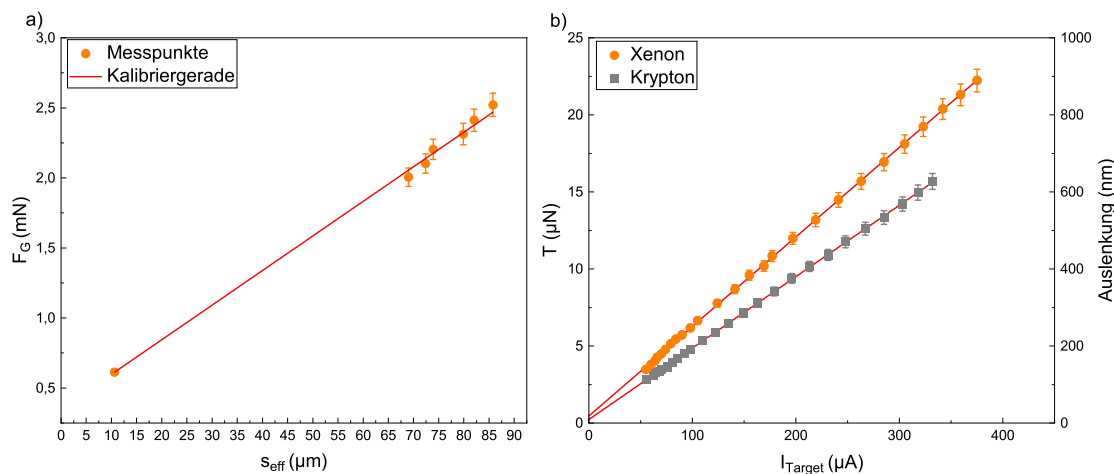 a)
3,0
2,5
2,0
1,5
1,0
0,5
F_G (mN)
Messpunkte
Kalibriergerade
0 5 10 15 20 25 30 35 40 45 50 55 60 65 70 75 80 85 90
s_eff (µm)
b)
25
20
15
10
5
0
T (µN)
Xenon
Krypton
1000
800
600
400
200
0
Auslenkung (nm)
0 100 200 300 400
I_Target (µA)